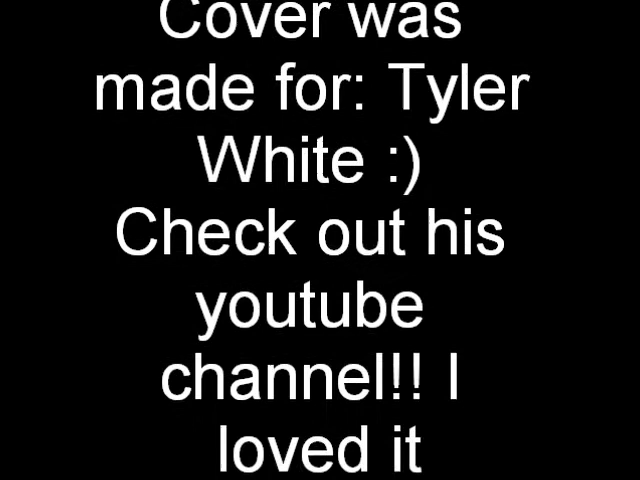 Cover was
made for: Tyler
White :)
Check out his
youtube
channel!! I
loved it